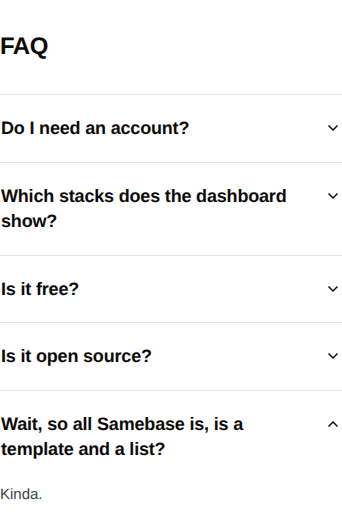 FAQ
Do I need an account?
Which stacks does the dashboard
show?
Is it free?
Is it open source?
Wait, so all Samebase is, is a
template and a list?
Kinda.